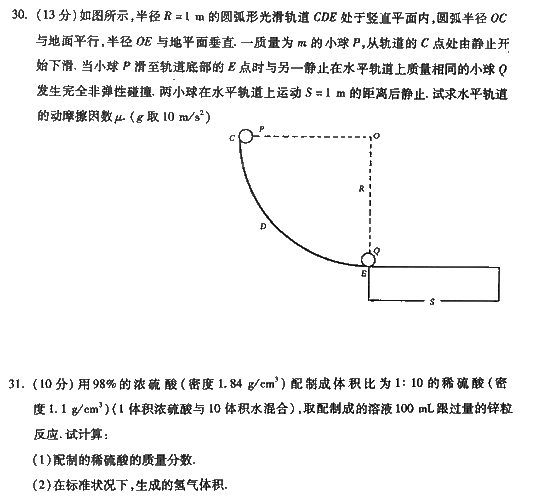 30. (13分)如图所示,半径 R=1 m 的圆弧形光滑轨道 CDE 处于竖直平面内,圆弧半径 OC
与地面平行,半径 OE 与地平面垂直. 一质量为 m 的小球 P,从轨道的 C 点处由静止开
始下滑. 当小球 P 滑至轨道底部的 E 点时与另一静止在水平轨道上质量相同的小球 Q
发生完全非弹性碰撞. 两小球在水平轨道上运动 S=1 m 的距离后静止. 试求水平轨道
的动摩擦因数 μ. (g 取 10 m/s²)
C P O
R
D
Q
E
S
31. (10分) 用98%的浓硫酸(密度 1.84 g/cm³) 配制成体积比为 1:10 的稀硫酸(密
度 1.1 g/cm³)(1 体积浓硫酸与 10 体积水混合),取配制成的溶液 100 mL 跟过量的锌粒
反应. 试计算:
(1)配制的稀硫酸的质量分数.
(2)在标准状况下,生成的氢气体积.